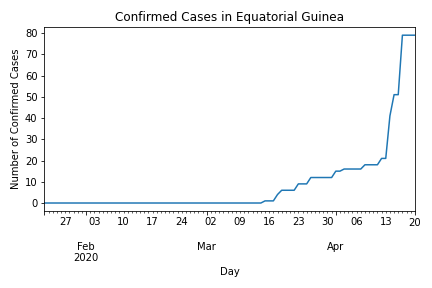 Confirmed Cases in Equatorial Guinea
Number of Confirmed Cases
80
70
60
50
40
30
20
10
0
27 03 10 17 24 02 09 16 23 30 06 13 20
Feb Mar Apr
2020
Day